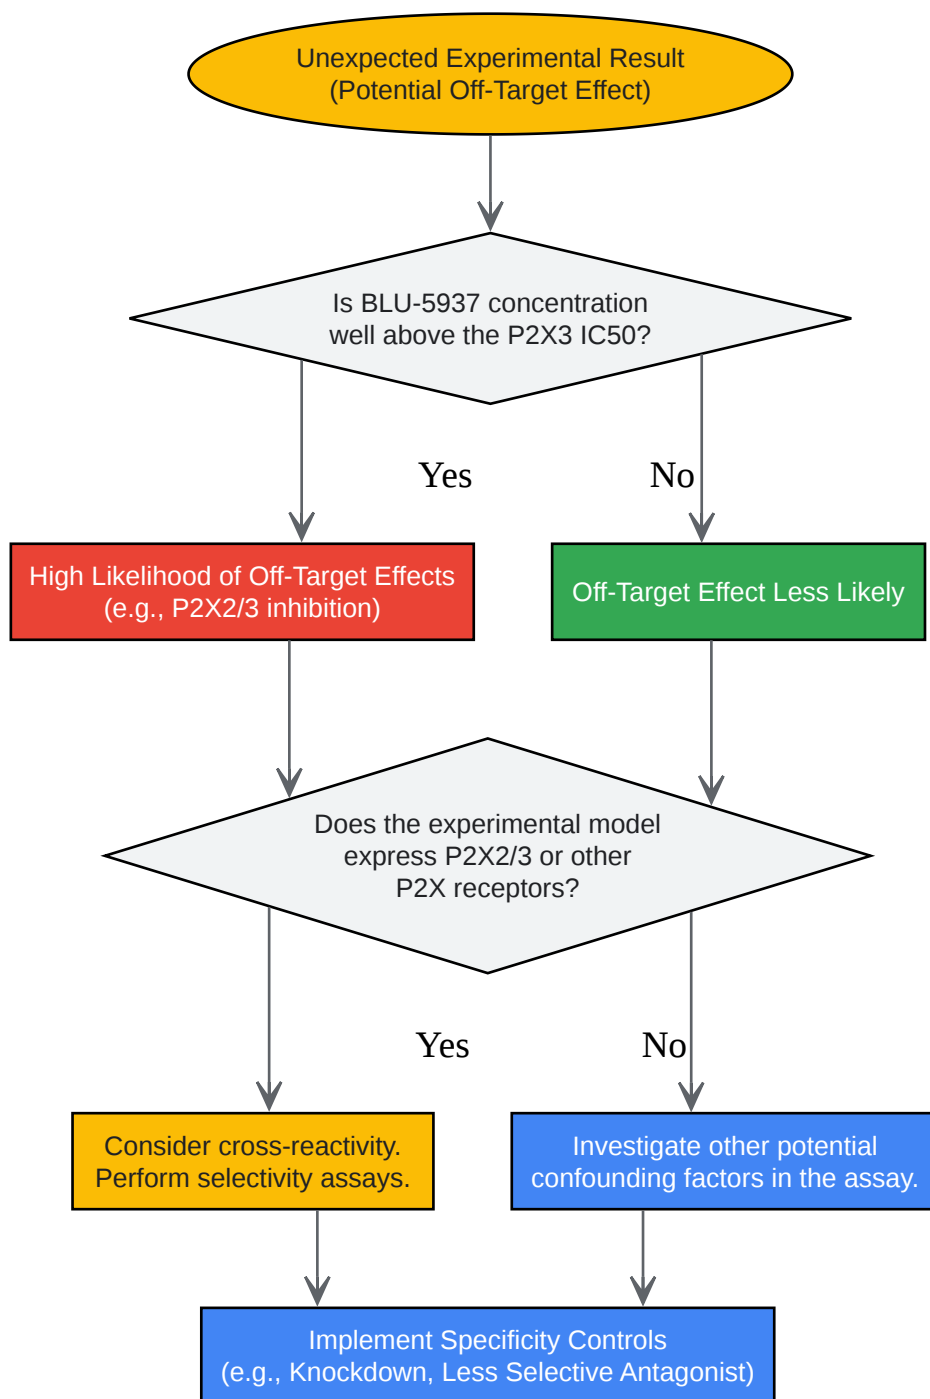 Unexpected Experimental Result
(Potential Off-Target Effect)
Is BLU-5937 concentration
well above the P2X3 IC50?
Yes
No
High Likelihood of Off-Target Effects
(e.g., P2X2/3 inhibition)
Off-Target Effect Less Likely
Does the experimental model
express P2X2/3 or other
P2X receptors?
Yes
No
Consider cross-reactivity.
Perform selectivity assays.
Investigate other potential
confounding factors in the assay.
Implement Specificity Controls
(e.g., Knockdown, Less Selective Antagonist)